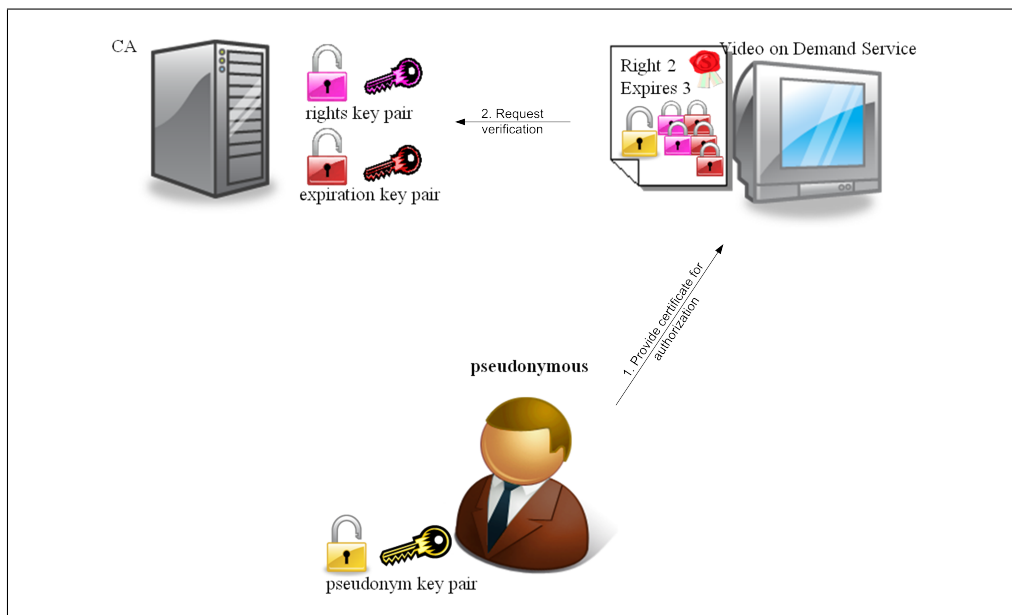 CA
Video on Demand Service
Right 2
Expires 3
rights key pair
2. Request
verification
expiration key pair
1. Provide certificate for
authorization
pseudonymous
pseudonym key pair